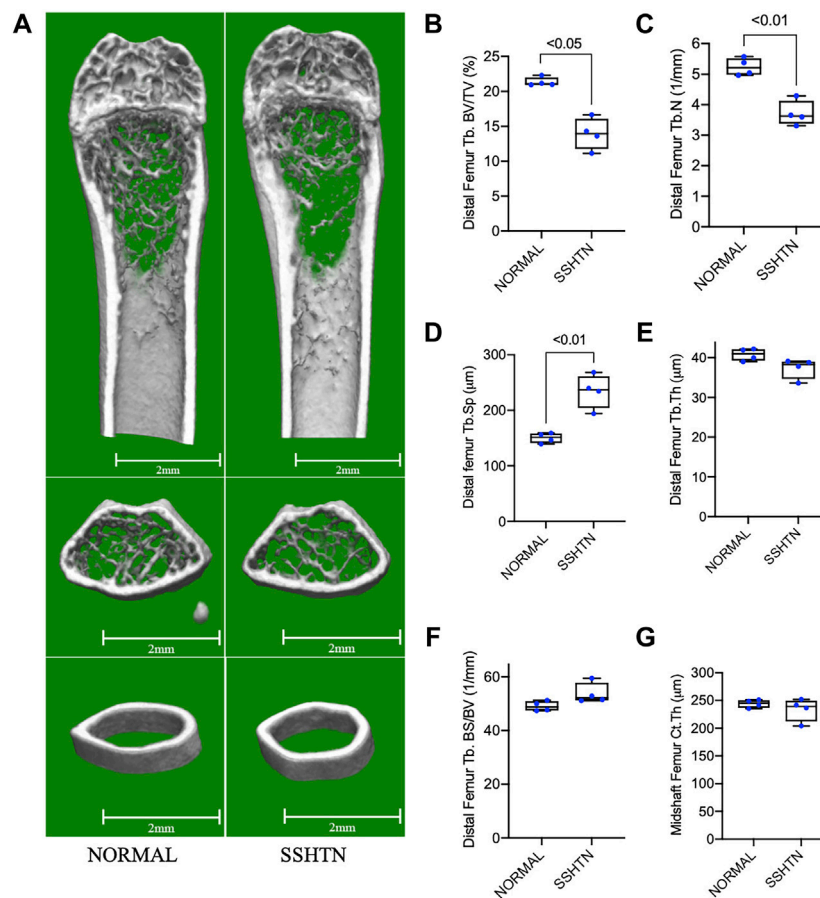 A
2mm
2mm
2mm
2mm
2mm
2mm
NORMAL
SSHTN
B
<0.05
Distal Femur Tb. BV/TV (%)
25
20
15
10
5
0
NORMAL
SSHTN
C
<0.01
Distal Femur Tb.N (1/mm)
6
5
4
3
2
1
0
NORMAL
SSHTN
D
<0.01
Distal femur Tb.Sp (μm)
300
200
100
0
NORMAL
SSHTN
E
Distal Femur Tb.Th (μm)
40
30
20
10
0
NORMAL
SSHTN
F
Distal Femur Tb. BS/BV (1/mm)
60
40
20
0
NORMAL
SSHTN
G
Midshaft Femur Ct.Th (μm)
300
250
200
150
100
50
0
NORMAL
SSHTN